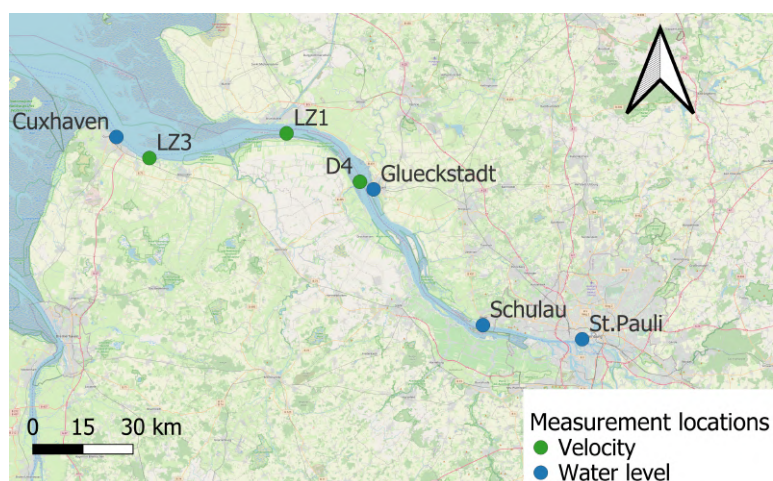 LZ1
Cuxhaven
LZ3
D4
Glueckstadt
Schulau
St.Pauli
0 15 30 km
Measurement locations
Velocity
Water level